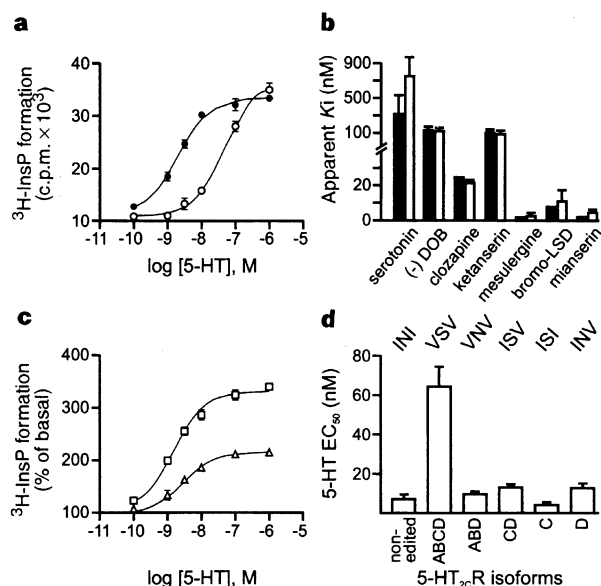 a
³H-InsP formation
(c.p.m. × 10³)
40
30
20
10
-11 -10 -9 -8 -7 -6 -5
log [5-HT], M
b
Apparent Ki (nM)
900
500
100
20
0
serotonin
(-) DOB
clozapine
ketanserin
mesulergine
bromo-LSD
mianserin
c
³H-InsP formation
(% of basal)
400
300
200
100
-11 -10 -9 -8 -7 -6 -5
log [5-HT], M
d
INI VSV VNV ISV ISI INV
5-HT EC₅₀ (nM)
80
60
40
20
non-
edited
ABCD
ABD
CD
C
D
5-HT₂CR isoforms